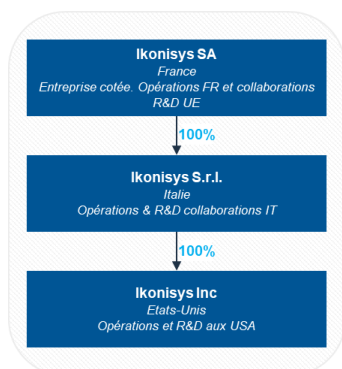 Ikonisys SA
France
Entreprise cotée. Opérations FR et collaborations
R&D UE
100%
Ikonisys S.r.l.
Italie
Opérations & R&D collaborations IT
100%
Ikonisys Inc
Etats-Unis
Opérations et R&D aux USA